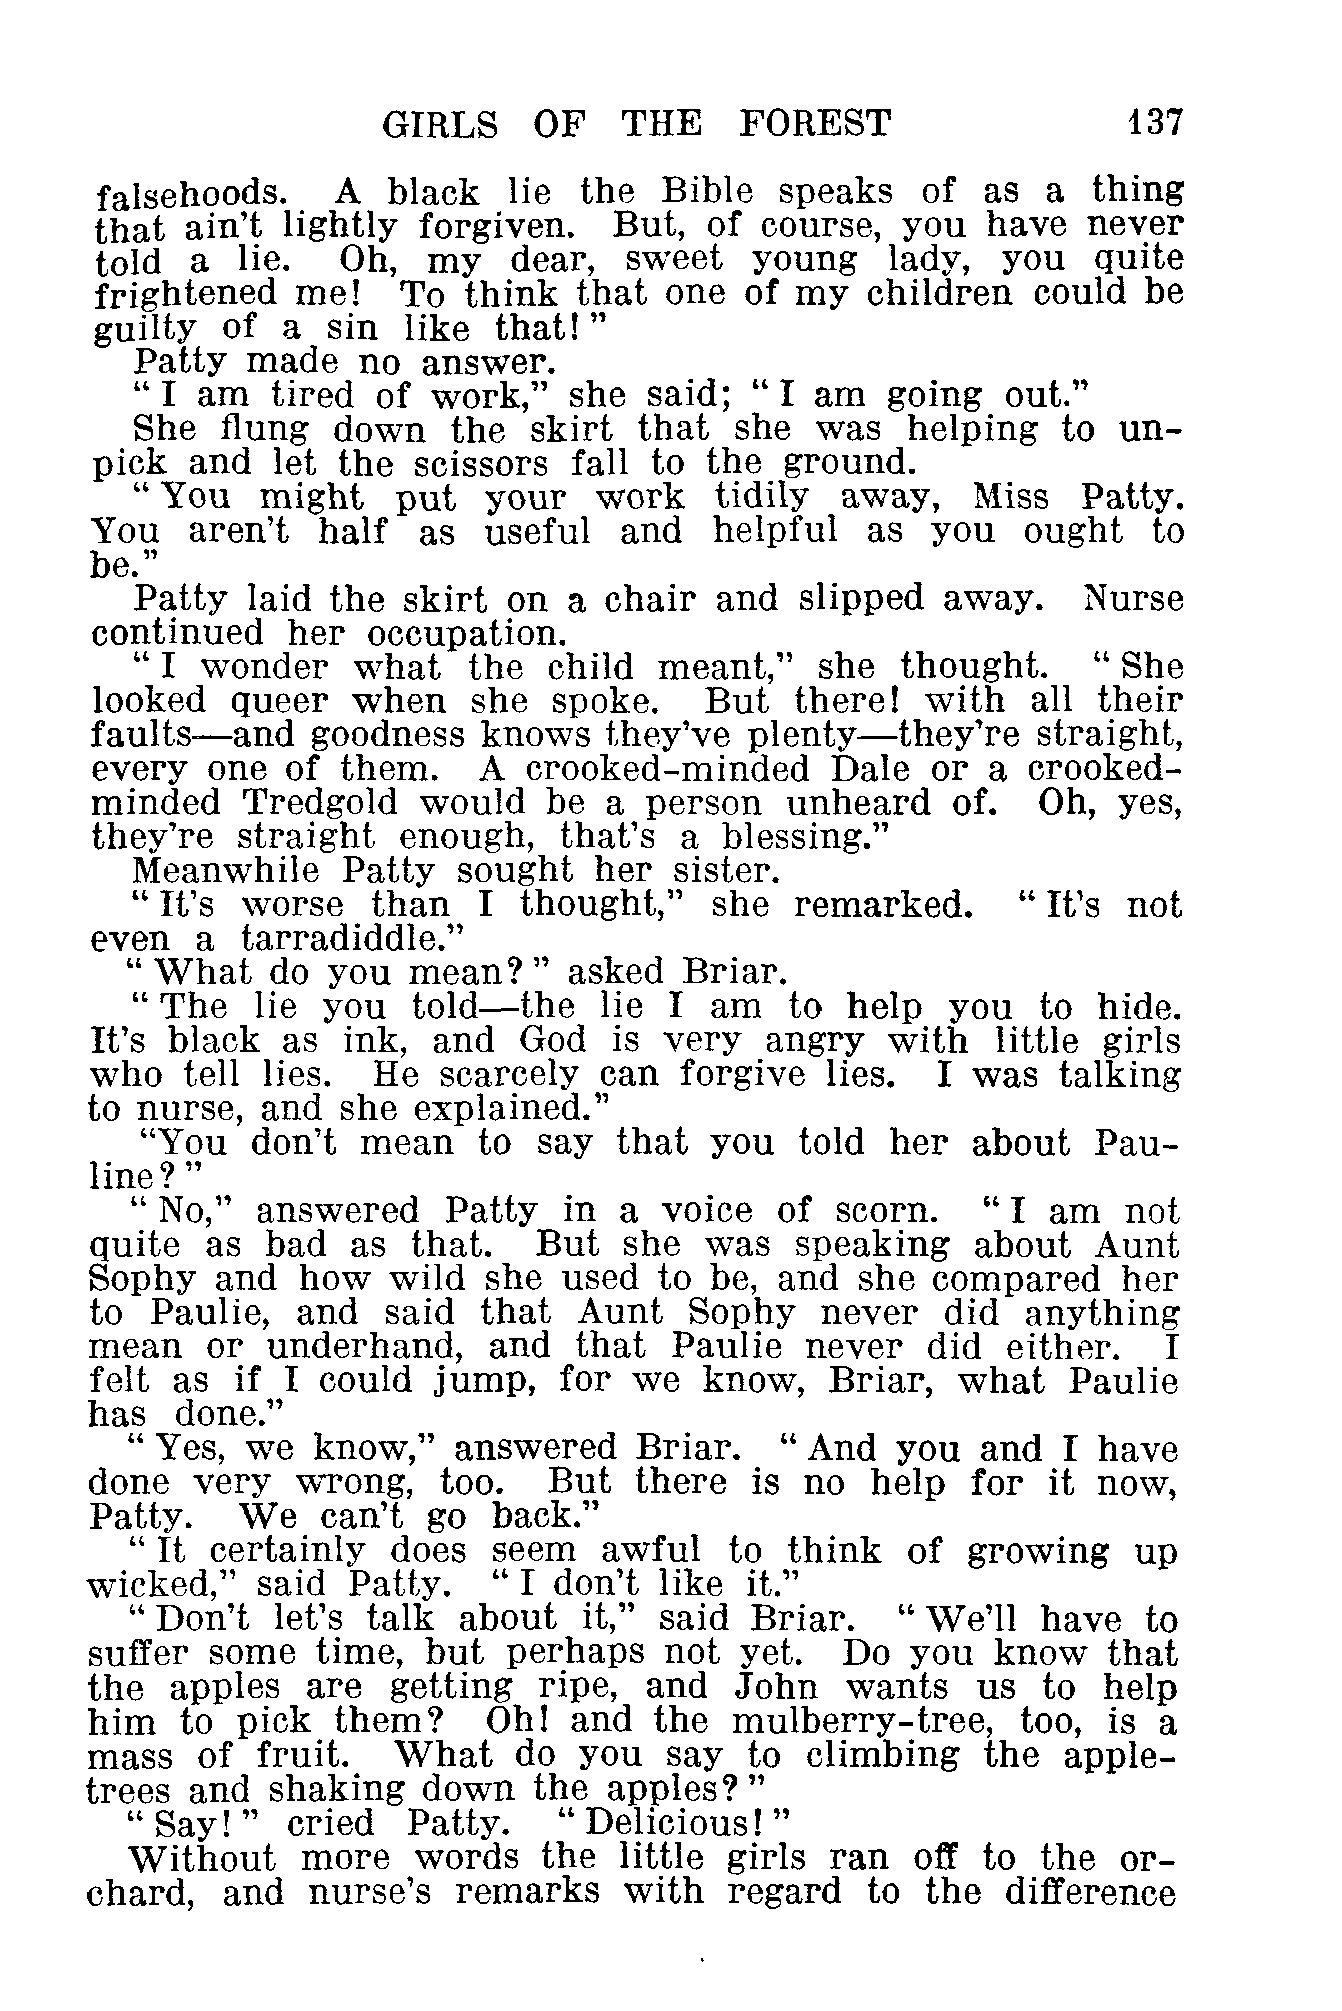 GIRLS OF THE FOREST 137
falsehoods. A black lie the Bible speaks of as a thing
that ain't lightly forgiven. But, of course, you have never
told a lie. Oh, my dear, sweet young lady, you quite
frightened me! To think that one of my children could be
guilty of a sin like that!"
Patty made no answer.
"I am tired of work," she said; "I am going out."
She flung down the skirt that she was helping to un-
pick and let the scissors fall to the ground.
"You might put your work tidily away, Miss Patty.
You aren't half as useful and helpful as you ought to
be."
Patty laid the skirt on a chair and slipped away. Nurse
continued her occupation.
"I wonder what the child meant," she thought. "She
looked queer when she spoke. But there! with all their
faults—and goodness knows they've plenty—they're straight,
every one of them. A crooked-minded Dale or a crooked-
minded Tredgold would be a person unheard of. Oh, yes,
they're straight enough, that's a blessing."
Meanwhile Patty sought her sister.
"It's worse than I thought," she remarked. "It's not
even a tarradiddle."
"What do you mean?" asked Briar.
"The lie you told—the lie I am to help you to hide.
It's black as ink, and God is very angry with little girls
who tell lies. He scarcely can forgive lies. I was talking
to nurse, and she explained."
"You don't mean to say that you told her about Pau-
line?"
"No," answered Patty in a voice of scorn. "I am not
quite as bad as that. But she was speaking about Aunt
Sophy and how wild she used to be, and she compared her
to Paulie, and said that Aunt Sophy never did anything
mean or underhand, and that Paulie never did either. I
felt as if I could jump, for we know, Briar, what Paulie
has done."
"Yes, we know," answered Briar. "And you and I have
done very wrong, too. But there is no help for it now,
Patty. We can't go back."
"It certainly does seem awful to think of growing up
wicked," said Patty. "I don't like it."
"Don't let's talk about it," said Briar. "We'll have to
suffer some time, but perhaps not yet. Do you know that
the apples are getting ripe, and John wants us to help
him to pick them? Oh! and the mulberry-tree, too, is a
mass of fruit. What do you say to climbing the apple-
trees and shaking down the apples?"
"Say!" cried Patty. "Delicious!"
Without more words the little girls ran off to the or-
chard, and nurse's remarks with regard to the difference